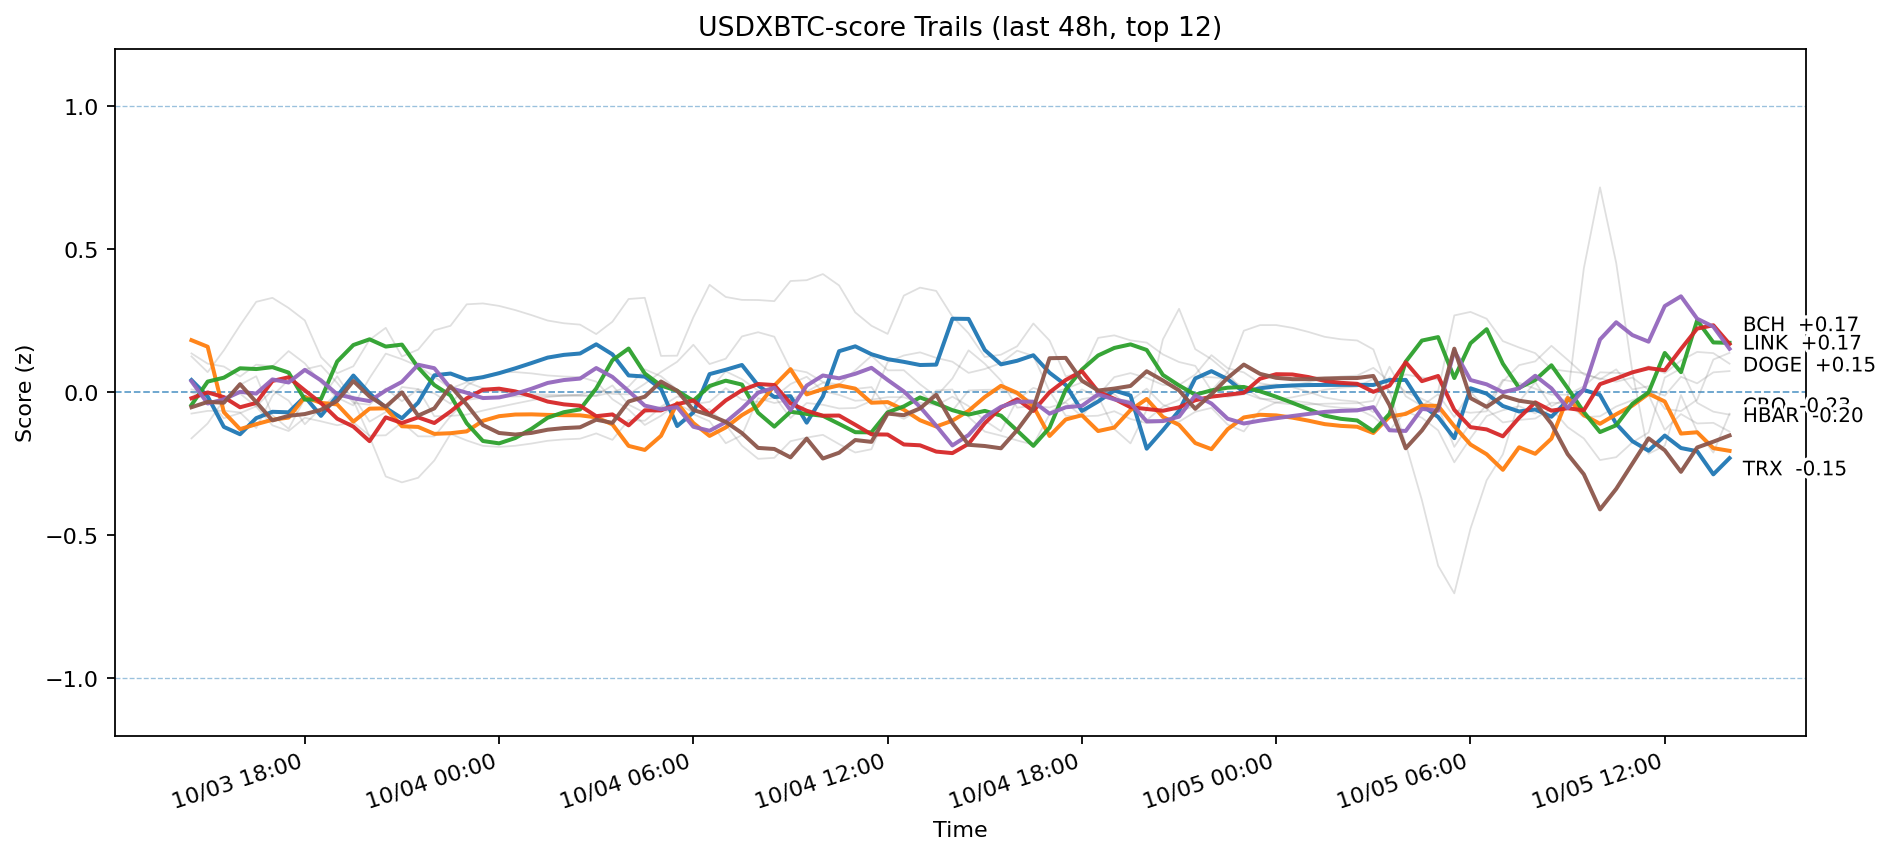 USDXBTC-score Trails (last 48h, top 12)
Score (z)
1.0
0.5
0.0
−0.5
−1.0
BCH +0.17
LINK +0.17
DOGE +0.15
-0.23
HBAR -0.20
TRX -0.15
10/03 18:00
10/04 00:00
10/04 06:00
10/04 12:00
10/04 18:00
10/05 00:00
10/05 06:00
10/05 12:00
Time